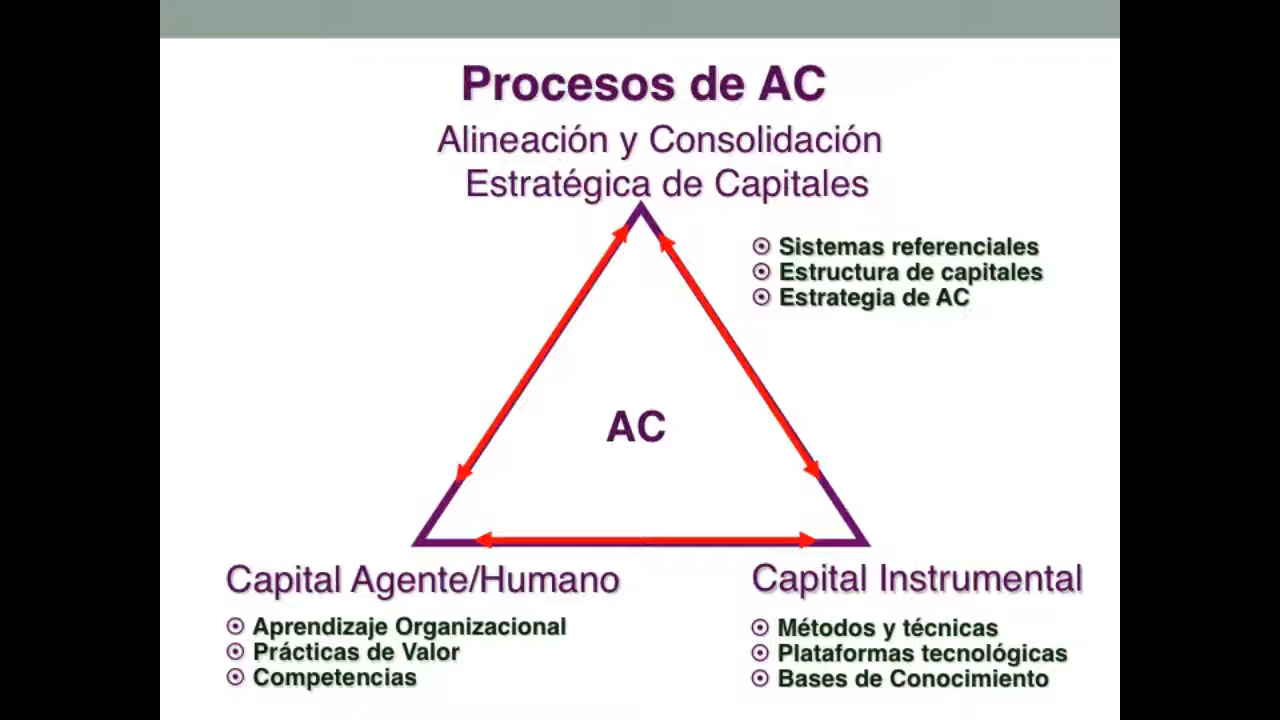 Procesos de AC
Alineación y Consolidación
Estratégica de Capitales
Sistemas referenciales
Estructura de capitales
Estrategia de AC
AC
Capital Agente/Humano
Aprendizaje Organizacional
Prácticas de Valor
Competencias
Capital Instrumental
Métodos y técnicas
Plataformas tecnológicas
Bases de Conocimiento